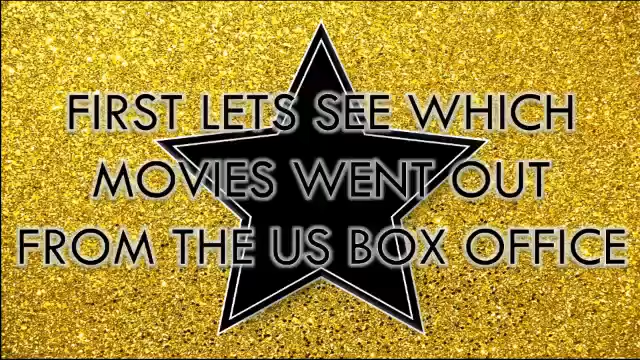 FIRST LETS SEE WHICH
MOVIES WENT OUT
FROM THE US BOX OFFICE